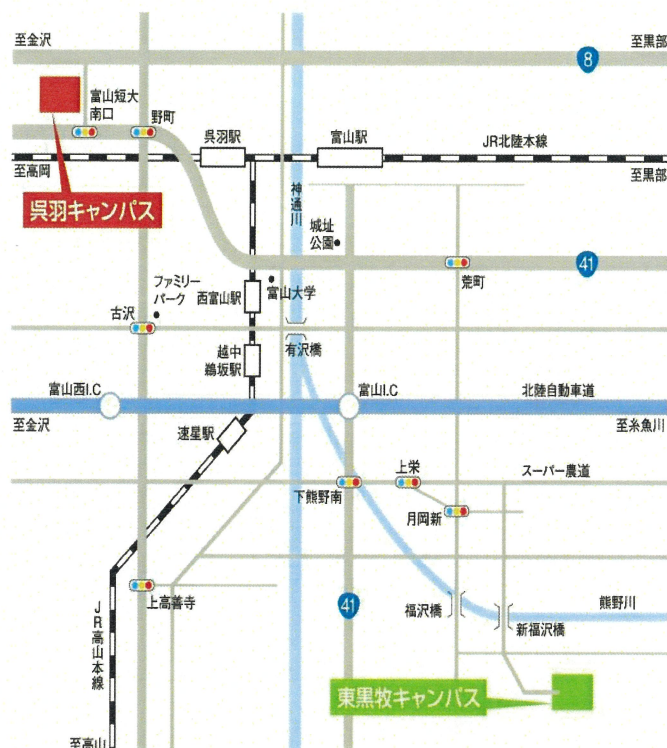 至金沢
至黒部
8
富山短大
南口
野町
呉羽駅
富山駅
JR北陸本線
至高岡
至黒部
呉羽キャンパス
神通川
城址
公園
41
荒町
ファミリー
パーク
西富山駅
富山大学
古沢
越中
鵜坂駅
有沢橋
富山西I.C
富山I.C
北陸自動車道
至金沢
至糸魚川
速星駅
上栄
スーパー農道
下熊野南
月岡新
上高善寺
41
福沢橋
熊野川
新福沢橋
JR高山本線
東黒牧キャンパス
至高山